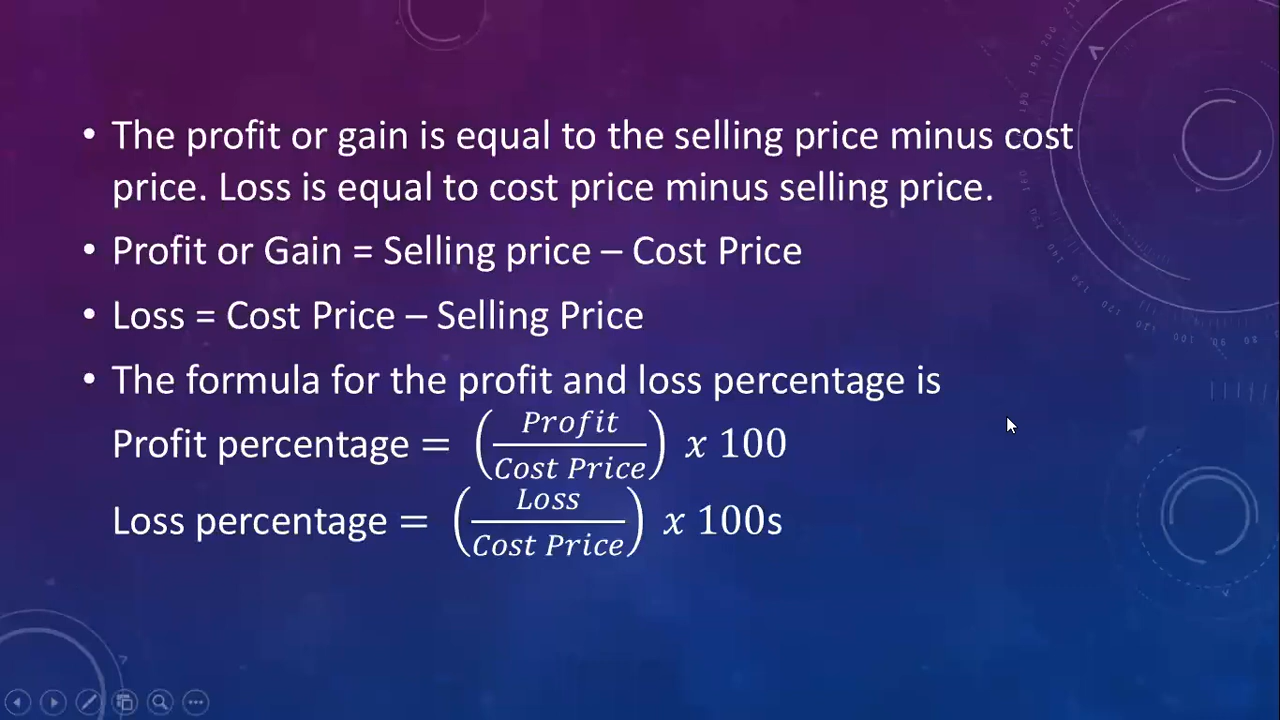 • The profit or gain is equal to the selling price minus cost
price. Loss is equal to cost price minus selling price.
• Profit or Gain = Selling price – Cost Price
• Loss = Cost Price – Selling Price
• The formula for the profit and loss percentage is
Profit percentage = (Profit / Cost Price) x 100
Loss percentage = (Loss / Cost Price) x 100s